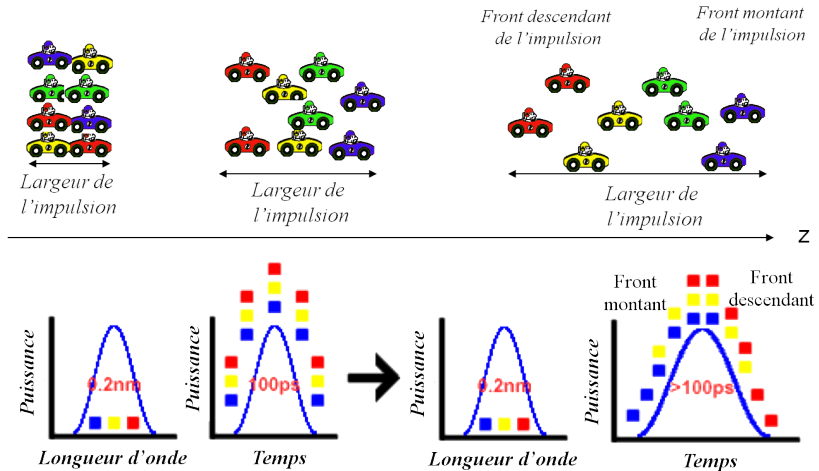 Front descendant
de l'impulsion
Front montant
de l'impulsion
Largeur de
l'impulsion
Largeur de
l'impulsion
Largeur de
l'impulsion
z
Puissance
0.2nm
Longueur d'onde
Puissance
100ps
Temps
Puissance
0.2nm
Longueur d'onde
Front
montant
Front
descendant
Puissance
>100ps
Temps